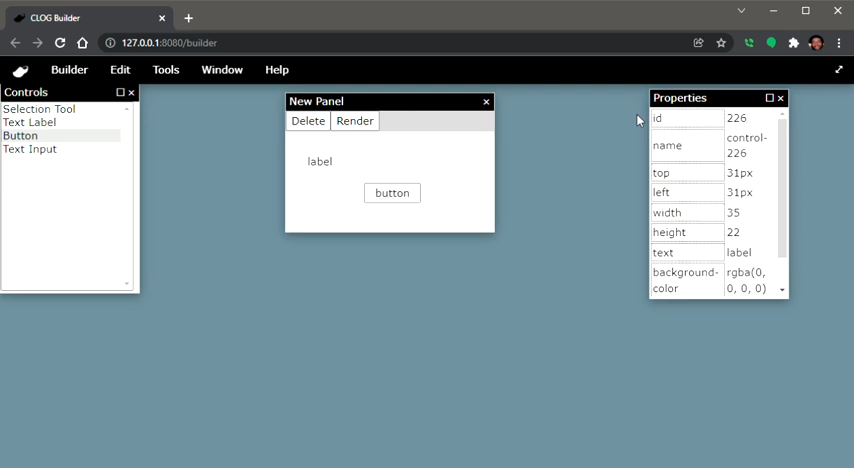 CLOG Builder
127.0.0.1:8080/builder
Builder Edit Tools Window Help
Controls
Selection Tool
Text Label
Button
Text Input
New Panel
Delete Render
label
button
Properties
id 226
name control-
226
top 31px
left 31px
width 35
height 22
text label
background- rgba(0,
color 0, 0, 0)